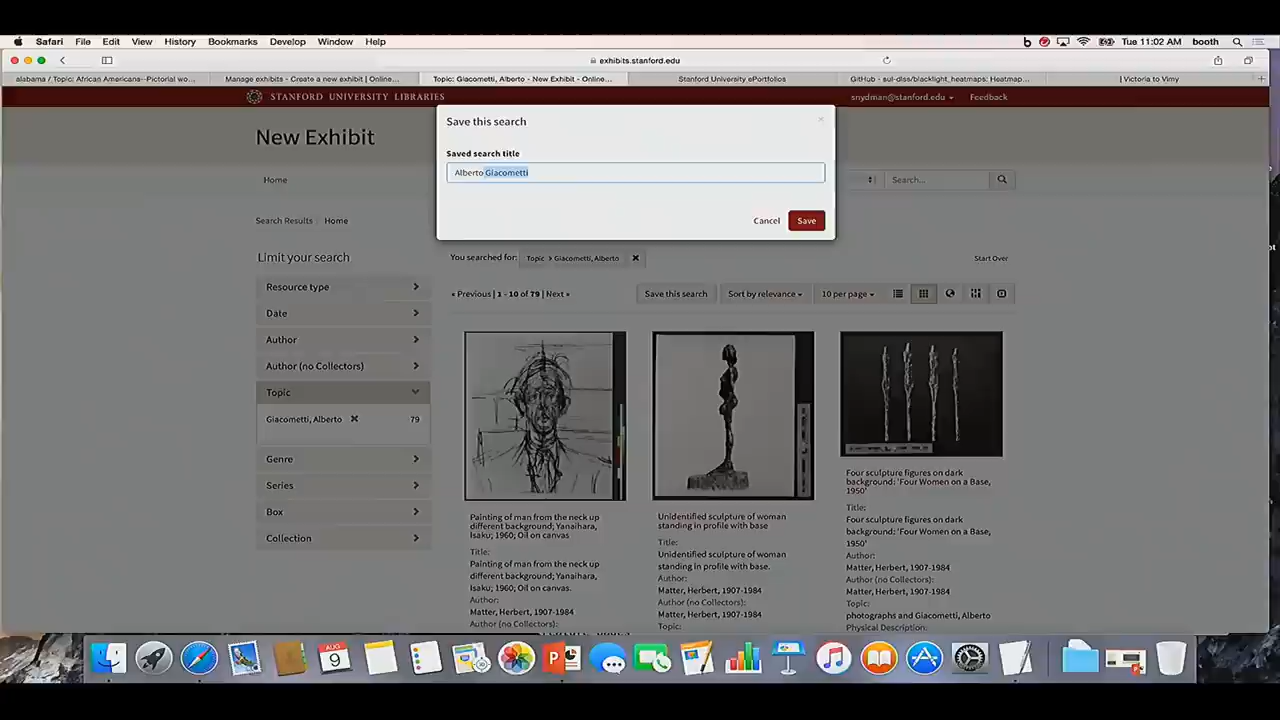 Safari File Edit View History Bookmarks Develop Window Help Tue 11:02 AM booth
exhibits.stanford.edu
alabama / Topic: African Americans--Pictorial wo... Manage exhibits - Create a new exhibit | Online... Topic: Giacometti, Alberto - New Exhibit - Online... Stanford University ePortfolios GitHub - sul-dlss/blacklight_heatmaps: Heatmap... | Victoria to Vimy
STANFORD UNIVERSITY LIBRARIES snydman@stanford.edu Feedback
New Exhibit
Save this search
Saved search title
Alberto Giacometti
Cancel Save
Home Search...
Search Results Home
Limit your search
Resource type
Date
Author
Author (no Collectors)
Topic
Giacometti, Alberto 79
Genre
Series
Box
Collection
You searched for: Topic > Giacometti, Alberto Start Over
« Previous | 1 - 10 of 79 | Next » Save this search Sort by relevance 10 per page
Painting of man from the neck up
different background; Yanaihara,
Isaku; 1960; Oil on canvas
Title:
Painting of man from the neck up
different background; Yanaihara,
Isaku; 1960; Oil on canvas.
Author:
Matter, Herbert, 1907-1984
Unidentified sculpture of woman
standing in profile with base
Title:
Unidentified sculpture of woman
standing in profile with base.
Author:
Matter, Herbert, 1907-1984
Author (no Collectors):
Matter, Herbert, 1907-1984
Topic:
Four sculpture figures on dark
background: 'Four Women on a Base,
1950'
Title:
Four sculpture figures on dark
background: 'Four Women on a Base,
1950'
Author:
Matter, Herbert, 1907-1984
Author (no Collectors):
Matter, Herbert, 1907-1984
Topic:
photographs and Giacometti, Alberto
Physical Description:
AUG
9